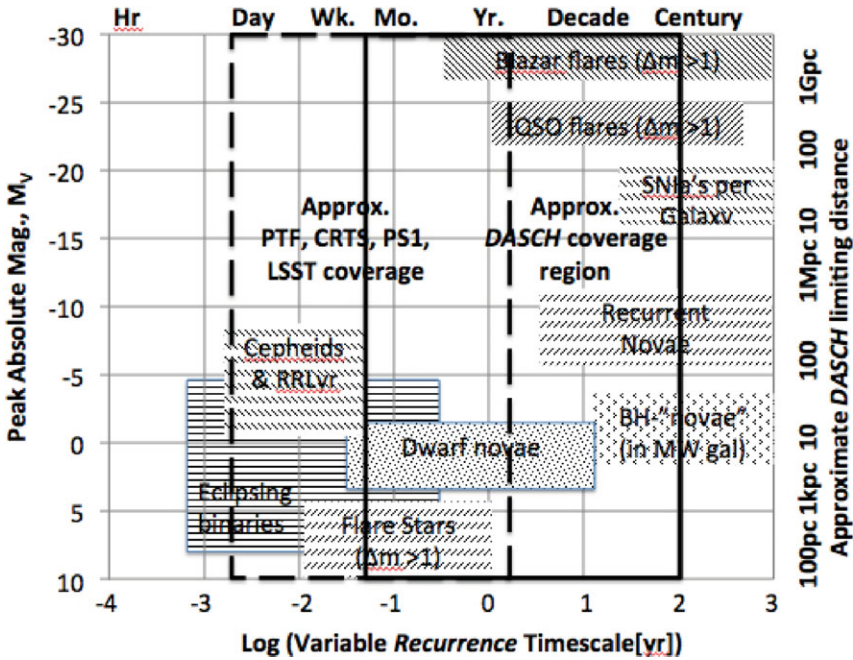 Hr Day Wk. Mo. Yr. Decade Century
-30
-25
-20
-15
-10
-5
0
5
10
Peak Absolute Mag., M_V
Blazar flares (Δm >1)
QSO flares (Δm >1)
SNIa's per
Galaxy
Approx.
PTF, CRTS, PS1,
LSST coverage
Approx.
DASCH coverage
region
Recurrent
Novae
Cepheids
& RRLyr
BH-"novae"
(in MW gal)
Dwarf novae
Eclipsing
binaries
Flare Stars
(Δm >1)
100pc 1kpc 10 100 1Mpc 10 100 1Gpc
Approximate DASCH limiting distance
-4 -3 -2 -1 0 1 2 3
Log (Variable Recurrence Timescale[yr])